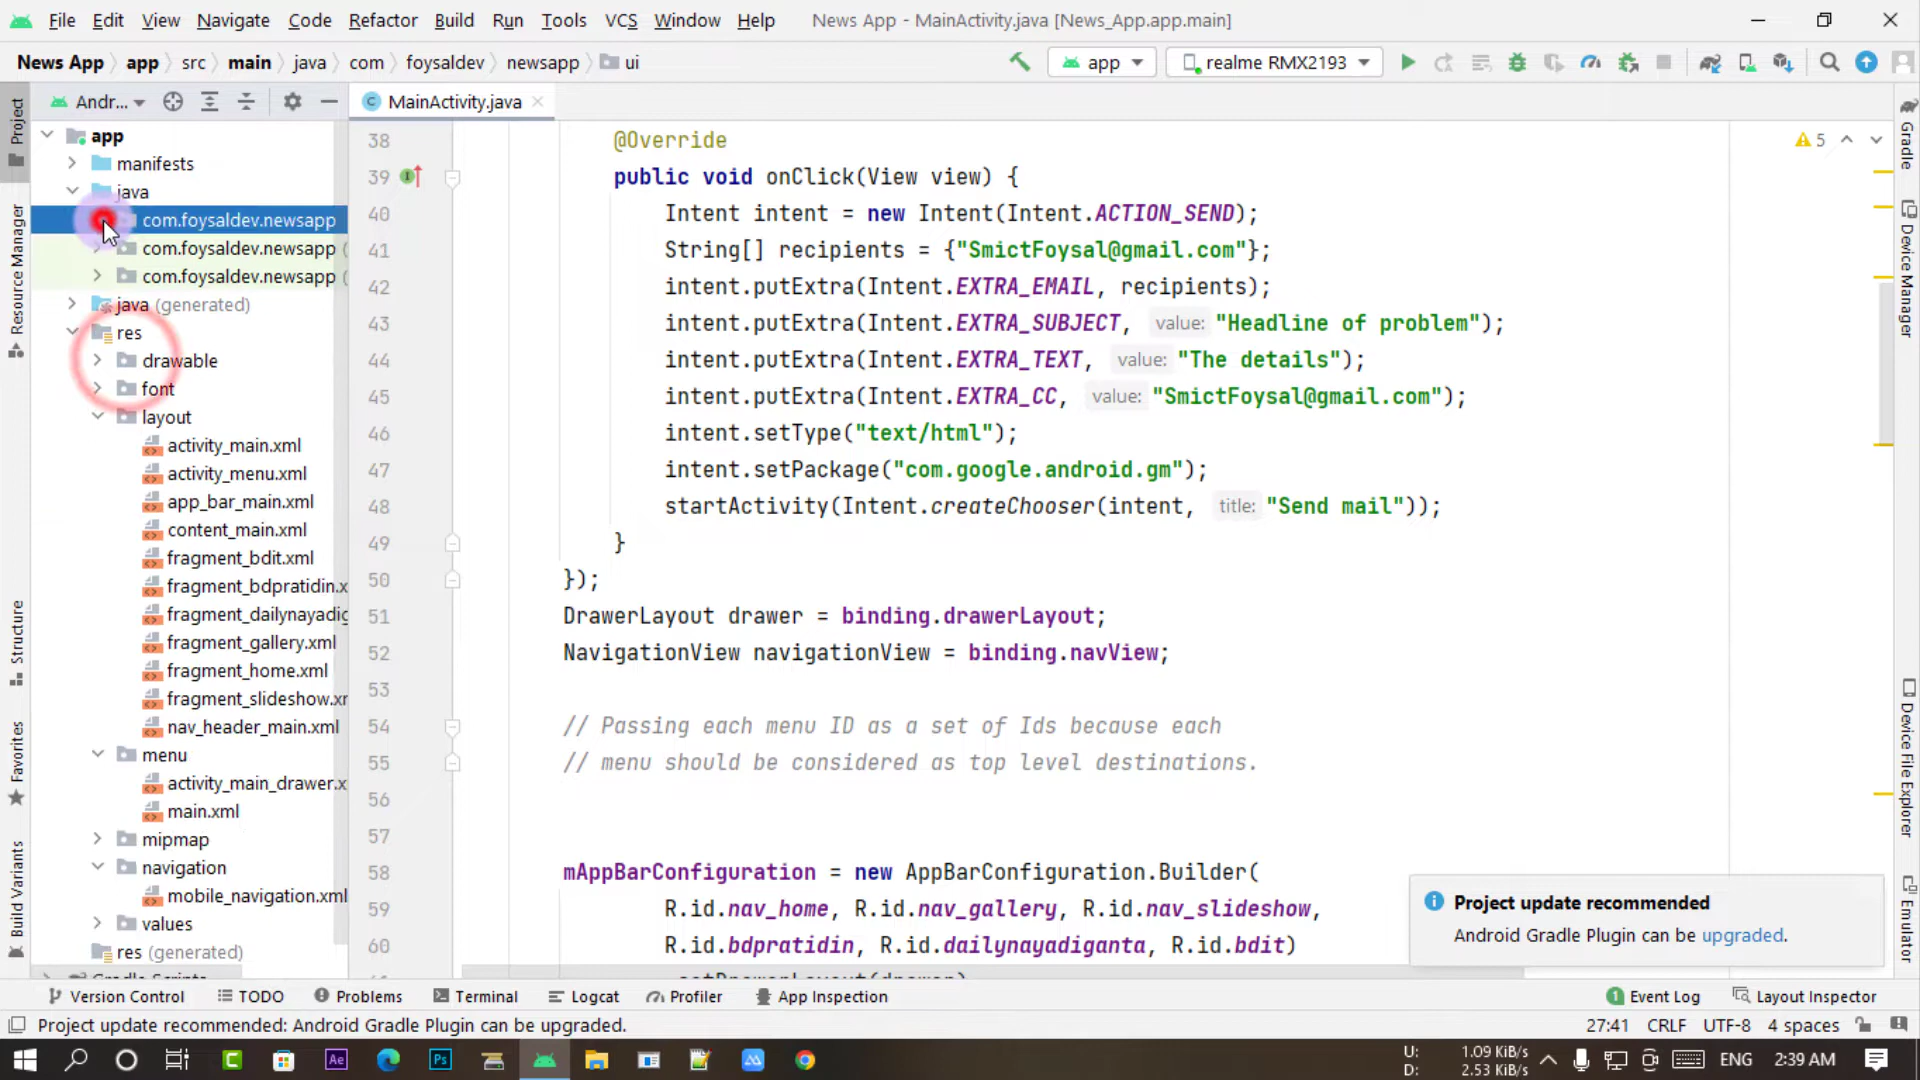 File Edit View Navigate Code Refactor Build Run Tools VCS Window Help News App - MainActivity.java [News_App.app.main]
News App app src main java com foysaldev newsapp ui app realme RMX2193
Andr... MainActivity.java
Project
Resource Manager
Structure
Favorites
Build Variants
app
manifests
java
com.foysaldev.newsapp
com.foysaldev.newsapp (
com.foysaldev.newsapp (
java (generated)
res
drawable
font
layout
activity_main.xml
activity_menu.xml
app_bar_main.xml
content_main.xml
fragment_bdit.xml
fragment_bdpratidin.x
fragment_dailynayadig
fragment_gallery.xml
fragment_home.xml
fragment_slideshow.xr
nav_header_main.xml
menu
activity_main_drawer.x
main.xml
mipmap
navigation
mobile_navigation.xml
values
res (generated)
Gradle Scripts
5
38 @Override
39 public void onClick(View view) {
40 Intent intent = new Intent(Intent.ACTION_SEND);
41 String[] recipients = {"SmictFoysal@gmail.com"};
42 intent.putExtra(Intent.EXTRA_EMAIL, recipients);
43 intent.putExtra(Intent.EXTRA_SUBJECT, value: "Headline of problem");
44 intent.putExtra(Intent.EXTRA_TEXT, value: "The details");
45 intent.putExtra(Intent.EXTRA_CC, value: "SmictFoysal@gmail.com");
46 intent.setType("text/html");
47 intent.setPackage("com.google.android.gm");
48 startActivity(Intent.createChooser(intent, title: "Send mail"));
49 }
50 });
51 DrawerLayout drawer = binding.drawerLayout;
52 NavigationView navigationView = binding.navView;
53
54 // Passing each menu ID as a set of Ids because each
55 // menu should be considered as top level destinations.
56
57
58 mAppBarConfiguration = new AppBarConfiguration.Builder(
59 R.id.nav_home, R.id.nav_gallery, R.id.nav_slideshow,
60 R.id.bdpratidin, R.id.dailynayadiganta, R.id.bdit)
.setDrawerLayout(drawer)
Gradle
Device Manager
Device File Explorer
Emulator
Project update recommended
Android Gradle Plugin can be upgraded.
Version Control TODO Problems Terminal Logcat Profiler App Inspection 1 Event Log Layout Inspector
Project update recommended: Android Gradle Plugin can be upgraded. 27:41 CRLF UTF-8 4 spaces
Ae Ps U: 1.09 KiB/s
D: 2.53 KiB/s ENG 2:39 AM